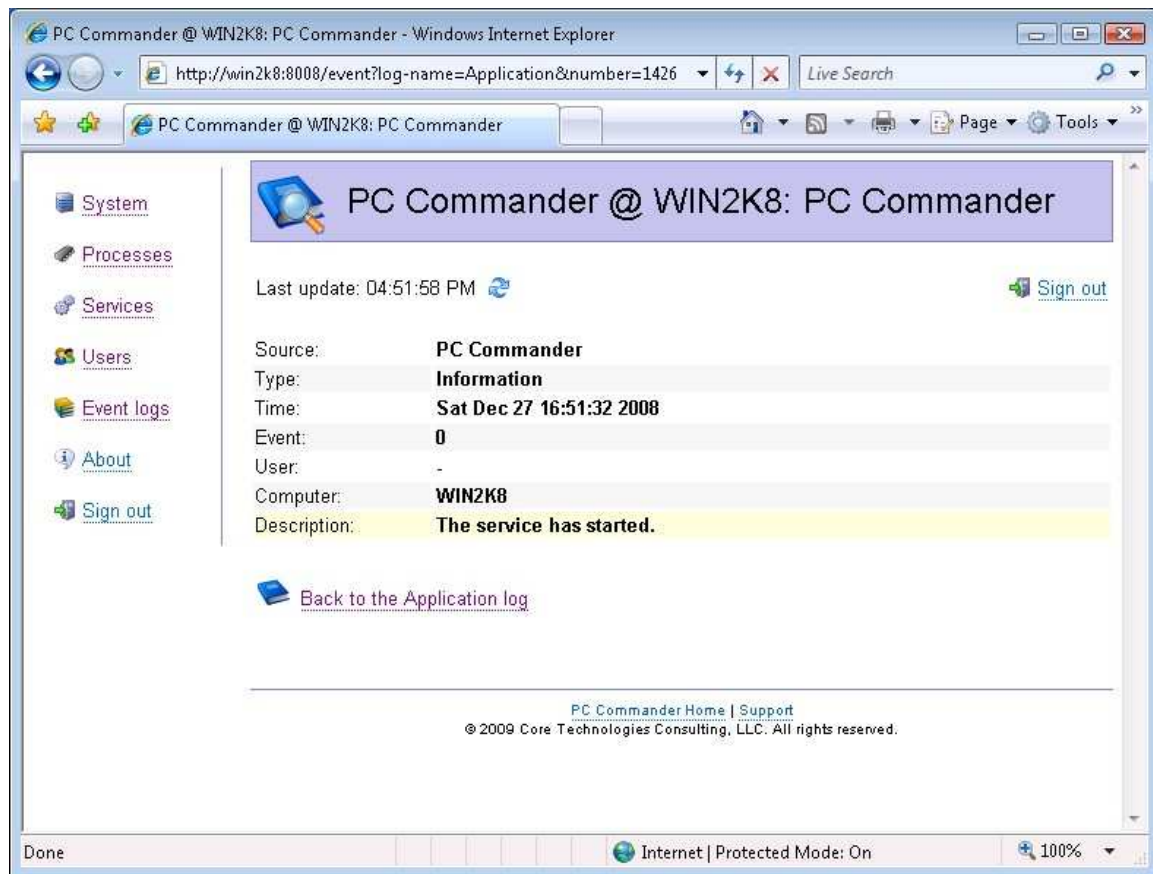 PC Commander @ WIN2K8: PC Commander - Windows Internet Explorer
http://win2k8:8008/event?log-name=Application&number=1426
Live Search
PC Commander @ WIN2K8: PC Commander
Page
Tools
System
Processes
Services
Users
Event logs
About
Sign out
PC Commander @ WIN2K8: PC Commander
Last update: 04:51:58 PM
Sign out
Source: PC Commander
Type: Information
Time: Sat Dec 27 16:51:32 2008
Event: 0
User: -
Computer: WIN2K8
Description: The service has started.
Back to the Application log
PC Commander Home | Support
© 2009 Core Technologies Consulting, LLC. All rights reserved.
Done
Internet | Protected Mode: On
100%